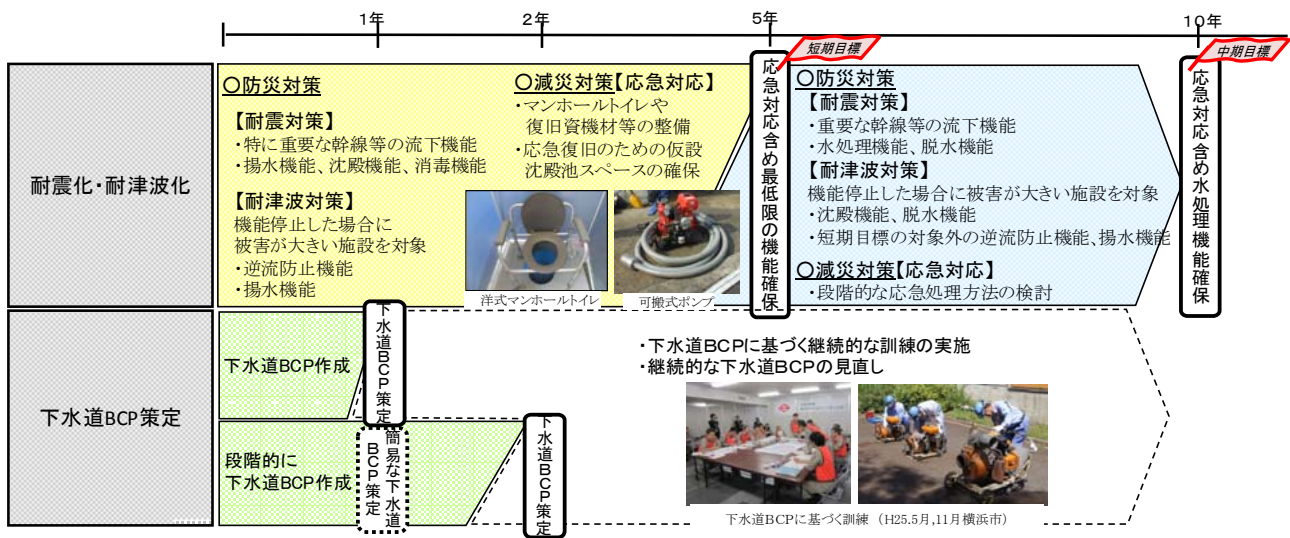 1年
2年
5年
10年
短期目標
中期目標
耐震化・耐津波化
○防災対策
【耐震対策】
・特に重要な幹線等の流下機能
・揚水機能、沈殿機能、消毒機能
【耐津波対策】
機能停止した場合に
被害が大きい施設を対象
・逆流防止機能
・揚水機能
○減災対策【応急対応】
・マンホールトイレや
復旧資機材等の整備
・応急復旧のための仮設
沈殿池スペースの確保
洋式マンホールトイレ
可搬式ポンプ
応急対応含め最低限の機能確保
○防災対策
【耐震対策】
・重要な幹線等の流下機能
・水処理機能、脱水機能
【耐津波対策】
機能停止した場合に被害が大きい施設を対象
・沈殿機能、脱水機能
・短期目標の対象外の逆流防止機能、揚水機能
○減災対策【応急対応】
・段階的な応急処理方法の検討
応急対応含め水処理機能確保
下水道BCP策定
下水道BCP作成
下水道BCP策定
段階的に
下水道BCP作成
簡易な下水道
BCP策定
下水道BCP策定
・下水道BCPに基づく継続的な訓練の実施
・継続的な下水道BCPの見直し
下水道BCPに基づく訓練 （H25.5月,11月横浜市）